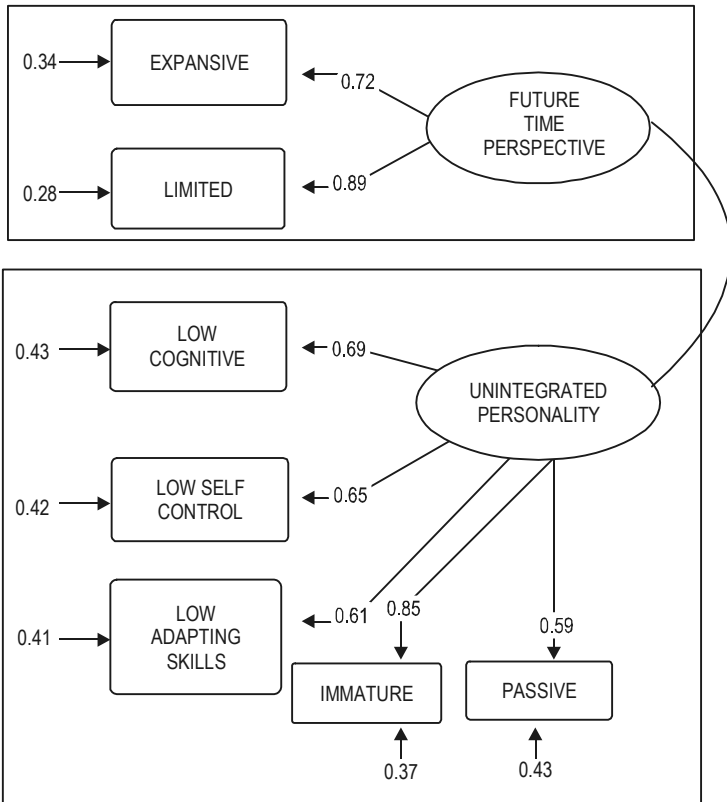 0.34
EXPANSIVE
0.72
FUTURE
TIME
PERSPECTIVE
0.28
LIMITED
0.89
0.43
LOW
COGNITIVE
0.69
UNINTEGRATED
PERSONALITY
0.42
LOW SELF
CONTROL
0.65
0.41
LOW
ADAPTING
SKILLS
0.61
0.85
0.59
IMMATURE
PASSIVE
0.37
0.43